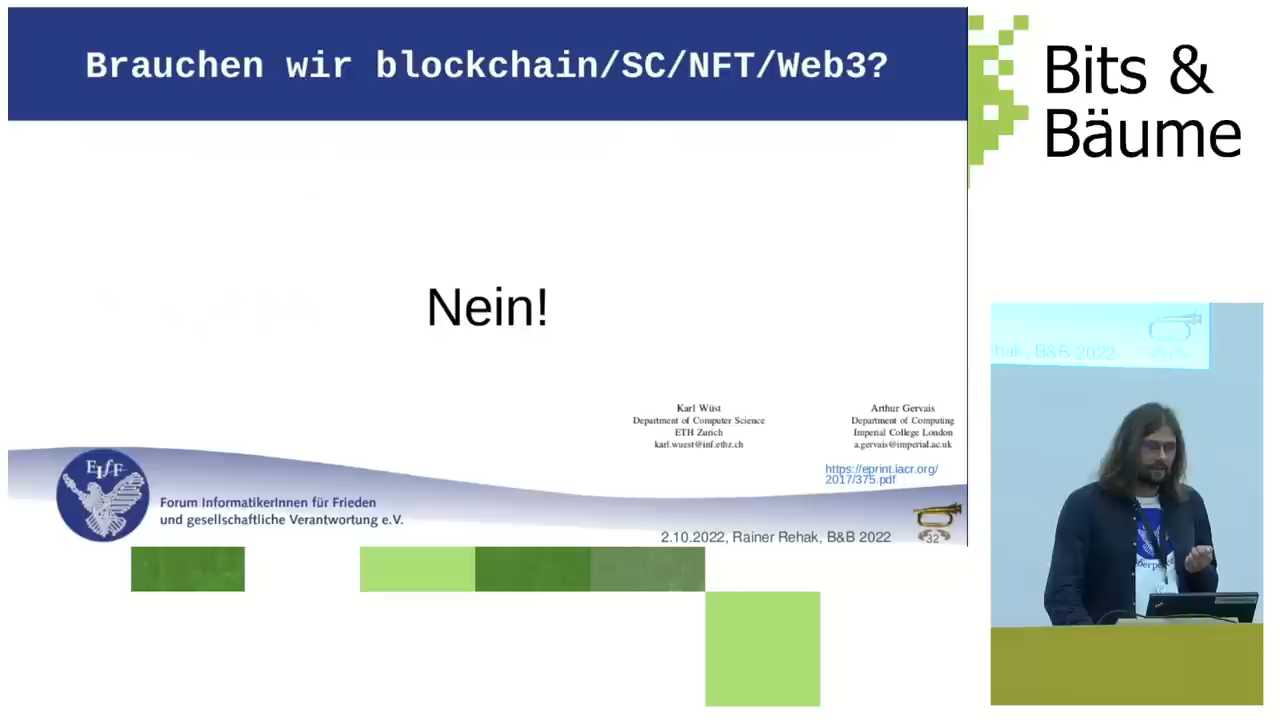 Brauchen wir blockchain/SC/NFT/Web3?
Nein!
Karl Wüst
Department of Computer Science
ETH Zurich
karl.wuest@inf.ethz.ch
Arthur Gervais
Department of Computing
Imperial College London
a.gervais@imperial.ac.uk
https://eprint.iacr.org/
2017/375.pdf
FIfF
Forum InformatikerInnen für Frieden
und gesellschaftliche Verantwortung e.V.
2.10.2022, Rainer Rehak, B&B 2022
32
Bits &
Bäume
ehak, B&B 2022